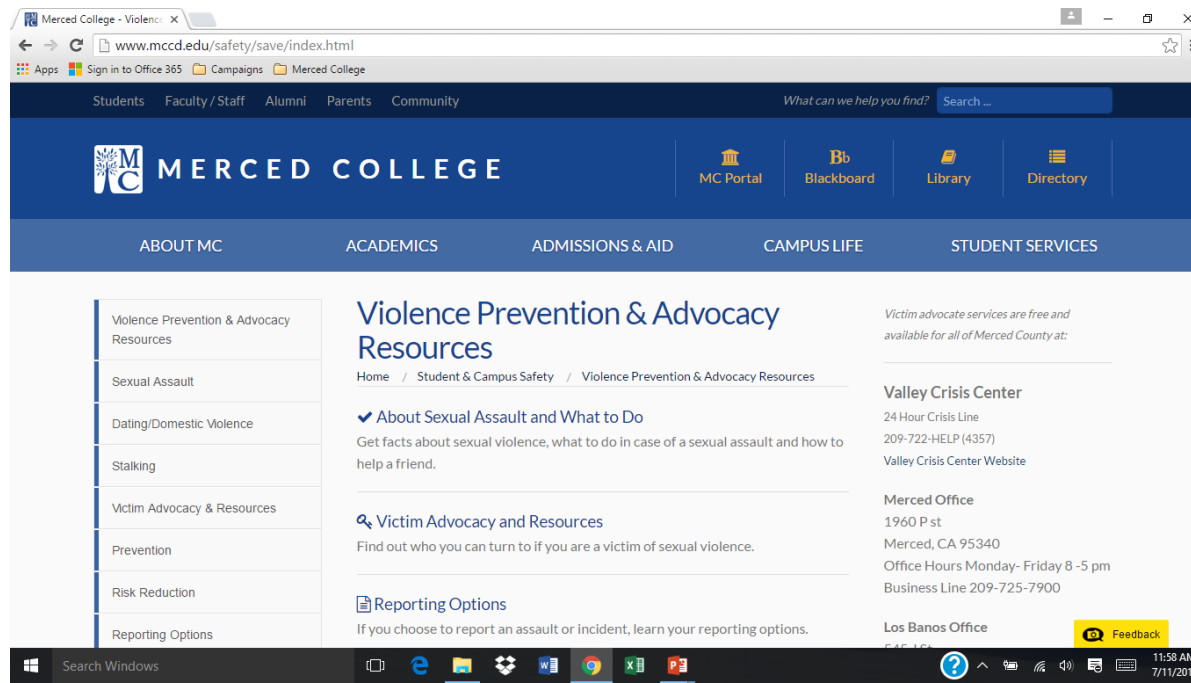 Merced College - Violenc
www.mccd.edu/safety/save/index.html
Apps Sign in to Office 365 Campaigns Merced College
Students Faculty / Staff Alumni Parents Community What can we help you find? Search ...
MC MERCED COLLEGE
MC Portal Bb Blackboard Library Directory
ABOUT MC ACADEMICS ADMISSIONS & AID CAMPUS LIFE STUDENT SERVICES
Violence Prevention & Advocacy
Resources
Sexual Assault
Dating/Domestic Violence
Stalking
Victim Advocacy & Resources
Prevention
Risk Reduction
Reporting Options
Violence Prevention & Advocacy
Resources
Home / Student & Campus Safety / Violence Prevention & Advocacy Resources
About Sexual Assault and What to Do
Get facts about sexual violence, what to do in case of a sexual assault and how to
help a friend.
Victim Advocacy and Resources
Find out who you can turn to if you are a victim of sexual violence.
Reporting Options
If you choose to report an assault or incident, learn your reporting options.
Victim advocate services are free and
available for all of Merced County at:
Valley Crisis Center
24 Hour Crisis Line
209-722-HELP (4357)
Valley Crisis Center Website
Merced Office
1960 P st
Merced, CA 95340
Office Hours Monday- Friday 8 -5 pm
Business Line 209-725-7900
Los Banos Office
Feedback
Search Windows
11:58 AM
7/11/201